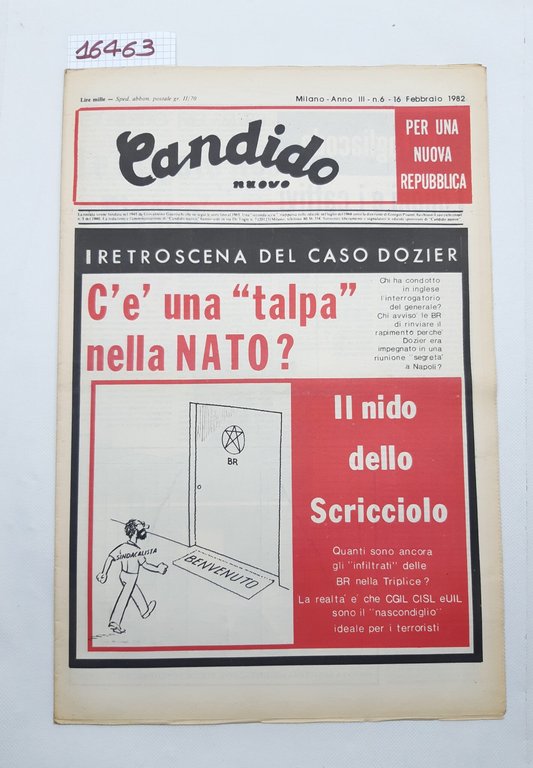 16463
Lire mille — Sped. abbon. postale gr. II/70
Milano - Anno III - n.6 - 16 Febbraio 1982
Candido
nuovo
PER UNA
NUOVA
REPUBBLICA
I RETROSCENA DEL CASO DOZIER
C'e' una "talpa"
nella NATO?
Chi ha condotto
in inglese
l'interrogatorio
del generale?
Chi avvisò le BR
di rinviare il
rapimento perchè
Dozier era
impegnato in una
riunione "segreta"
a Napoli?
BR
SINDACALISTA
BENVENUTO
Il nido
dello
Scricciolo
Quanti sono ancora
gli "infiltrati" delle
BR nella Triplice?
La realta' e' che CGIL CISL eUIL
sono il "nascondiglio"
ideale per i terroristi